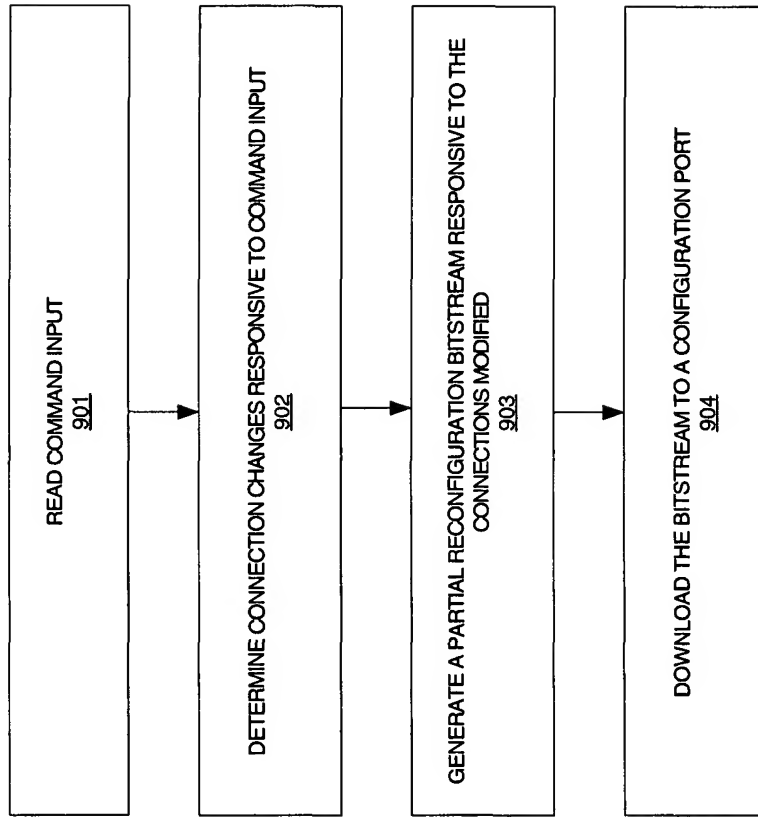 READ COMMAND INPUT
901
DETERMINE CONNECTION CHANGES RESPONSIVE TO COMMAND INPUT
902
GENERATE A PARTIAL RECONFIGURATION BITSTREAM RESPONSIVE TO THE
CONNECTIONS MODIFIED
903
DOWNLOAD THE BITSTREAM TO A CONFIGURATION PORT
904